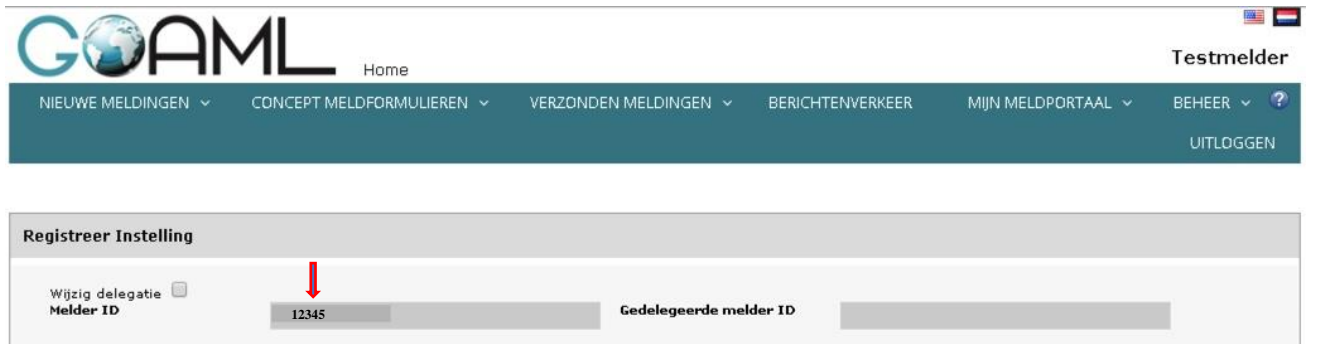 GOAML Home
Testmelder
NIEUWE MELDINGEN CONCEPT MELDFORMULIEREN VERZONDEN MELDINGEN BERICHTENVERKEER MIJN MELDPORTAAL BEHEER ?
UITLOGGEN
Registreer Instelling
Wijzig delegatie
Melder ID 12345 Gedelegeerde melder ID